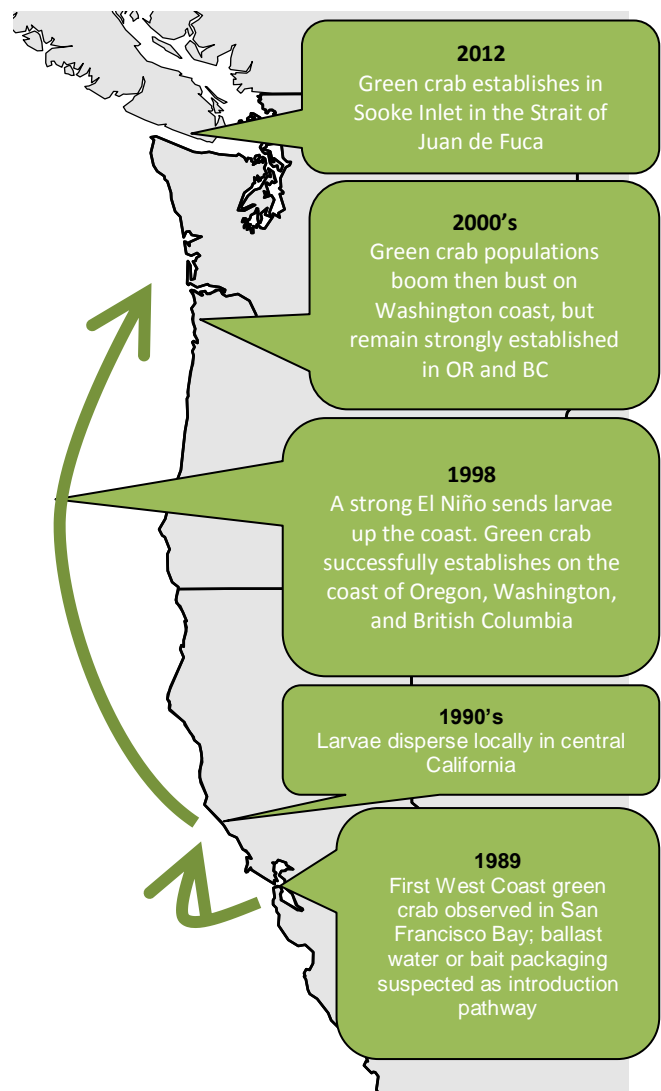 2012
Green crab establishes in
Sooke Inlet in the Strait of
Juan de Fuca
2000's
Green crab populations
boom then bust on
Washington coast, but
remain strongly established
in OR and BC
1998
A strong El Niño sends larvae
up the coast. Green crab
successfully establishes on the
coast of Oregon, Washington,
and British Columbia
1990's
Larvae disperse locally in central
California
1989
First West Coast green
crab observed in San
Francisco Bay; ballast
water or bait packaging
suspected as introduction
pathway